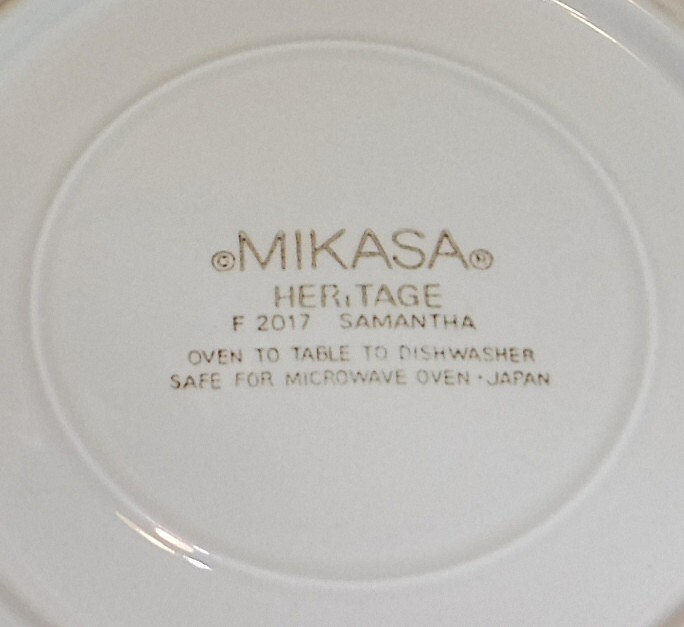 ©MIKASA®
HERITAGE
F 2017 SAMANTHA
OVEN TO TABLE TO DISHWASHER
SAFE FOR MICROWAVE OVEN · JAPAN